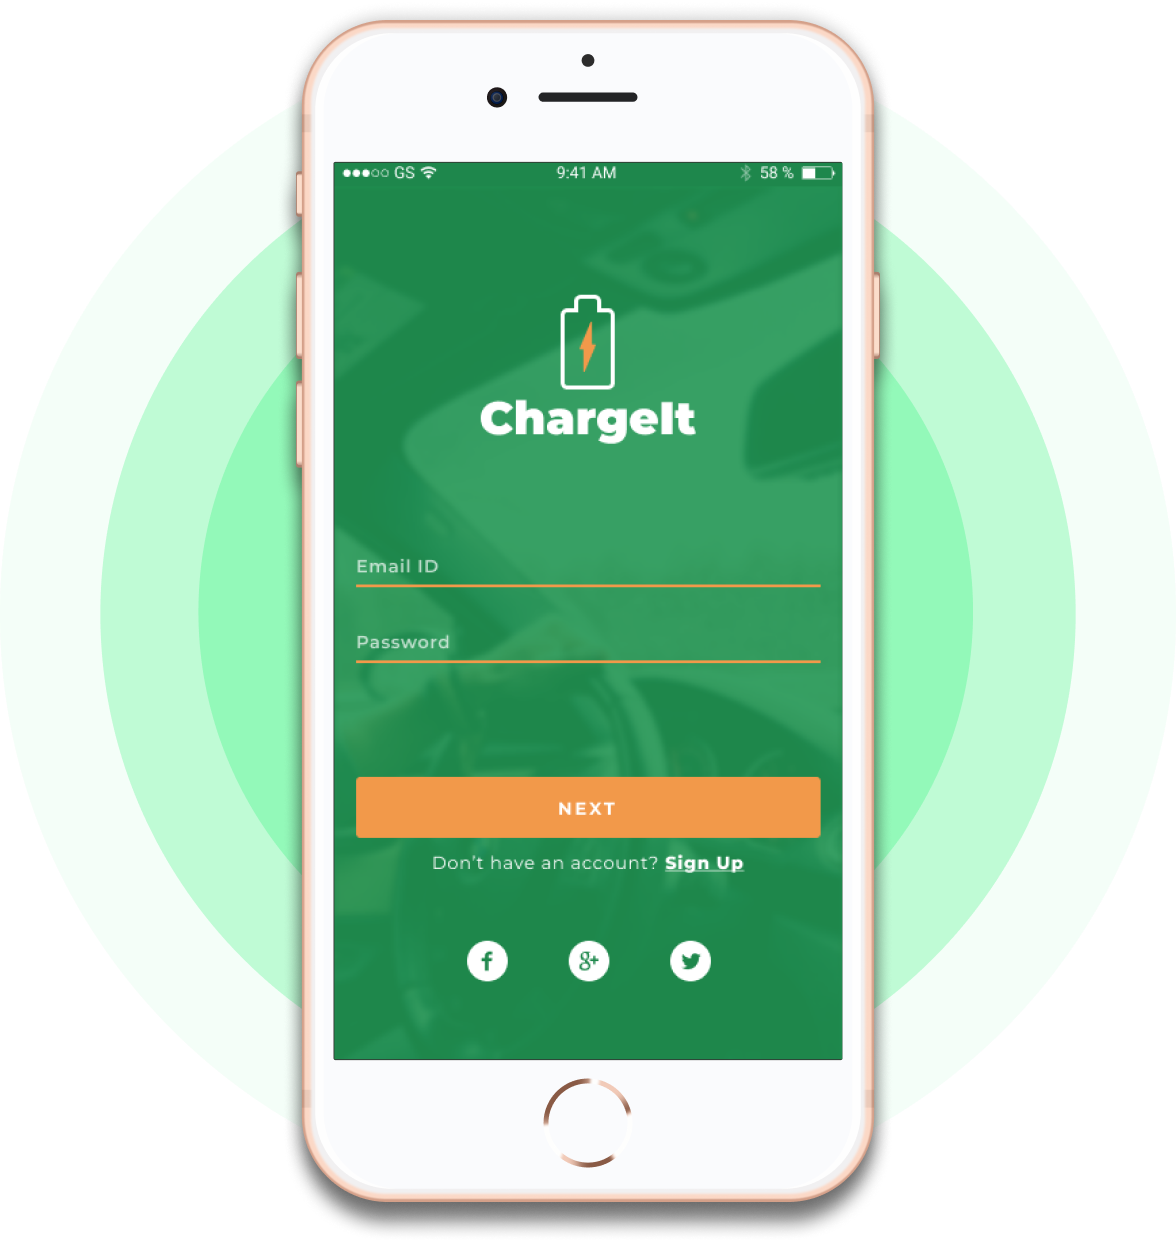 GS 9:41 AM 58 %
ChargeIt
Email ID
Password
NEXT
Don't have an account? Sign Up
f g+